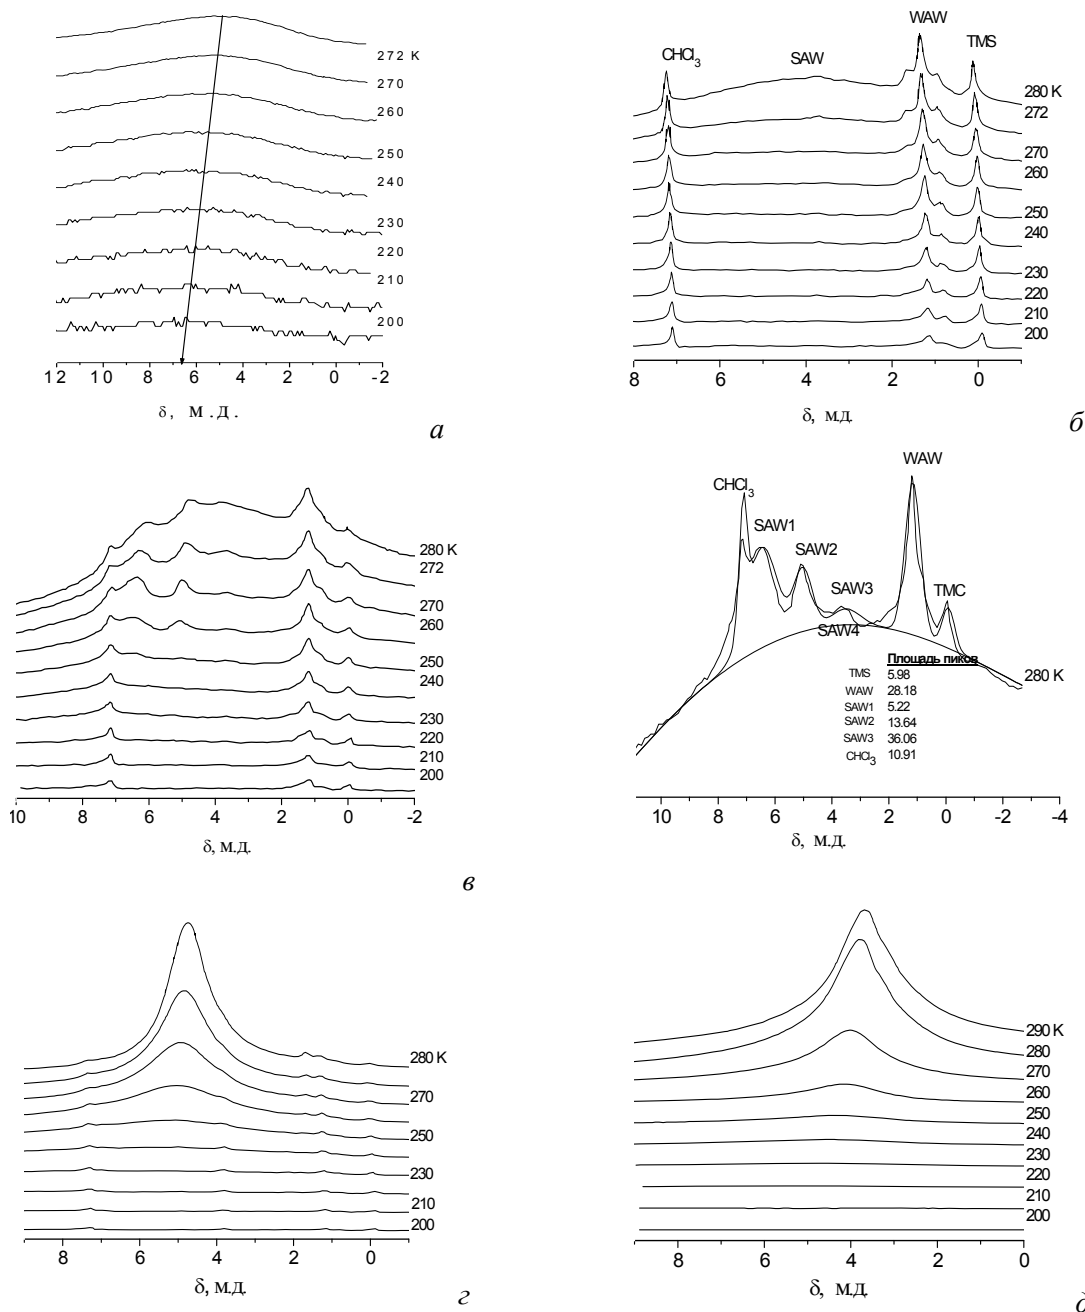 272 K
270
260
250
240
230
220
210
200
12 10 8 6 4 2 0 -2
δ, м.д.
а
WAW
TMS
CHCl3
SAW
280 K
272
270
260
250
240
230
220
210
200
8 6 4 2 0
δ, м.д.
б
280 K
272
270
260
250
240
230
220
210
200
10 8 6 4 2 0 -2
δ, м.д.
в
WAW
CHCl3
SAW1
SAW2
SAW3
TMC
SAW4
Площадь пиков
TMS 5.98
WAW 28.18
SAW1 5.22
SAW2 13.64
SAW3 36.06
CHCl3 10.91
280 K
10 8 6 4 2 0 -2 -4
δ, м.д.
280 K
270
250
230
210
200
8 6 4 2 0
δ, м.д.
г
290 K
280
270
260
250
240
230
220
210
200
8 6 4 2 0
δ, м.д.